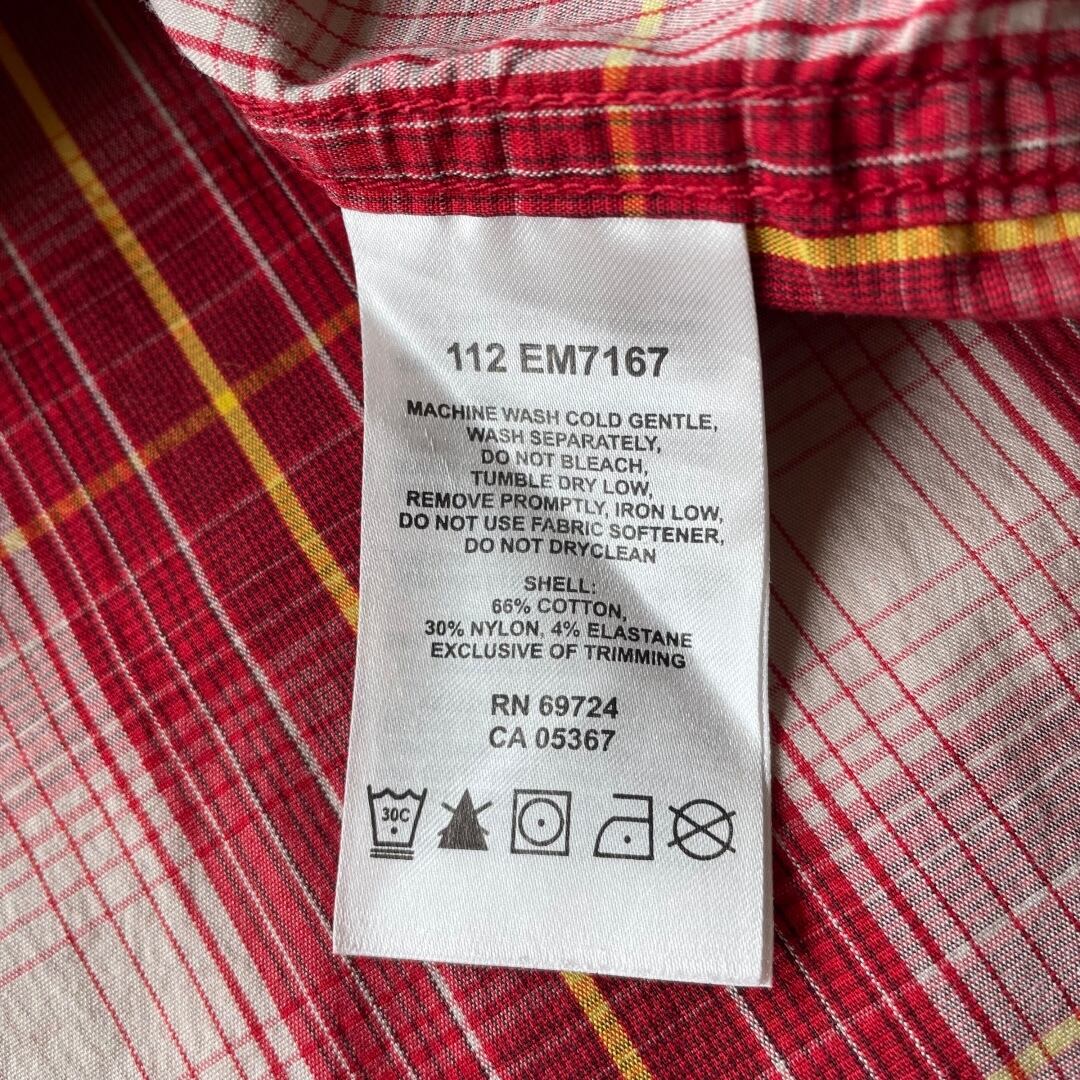 112 EM7167
MACHINE WASH COLD GENTLE,
WASH SEPARATELY,
DO NOT BLEACH,
TUMBLE DRY LOW,
REMOVE PROMPTLY, IRON LOW,
DO NOT USE FABRIC SOFTENER,
DO NOT DRYCLEAN
SHELL:
66% COTTON,
30% NYLON, 4% ELASTANE
EXCLUSIVE OF TRIMMING
RN 69724
CA 05367
30C